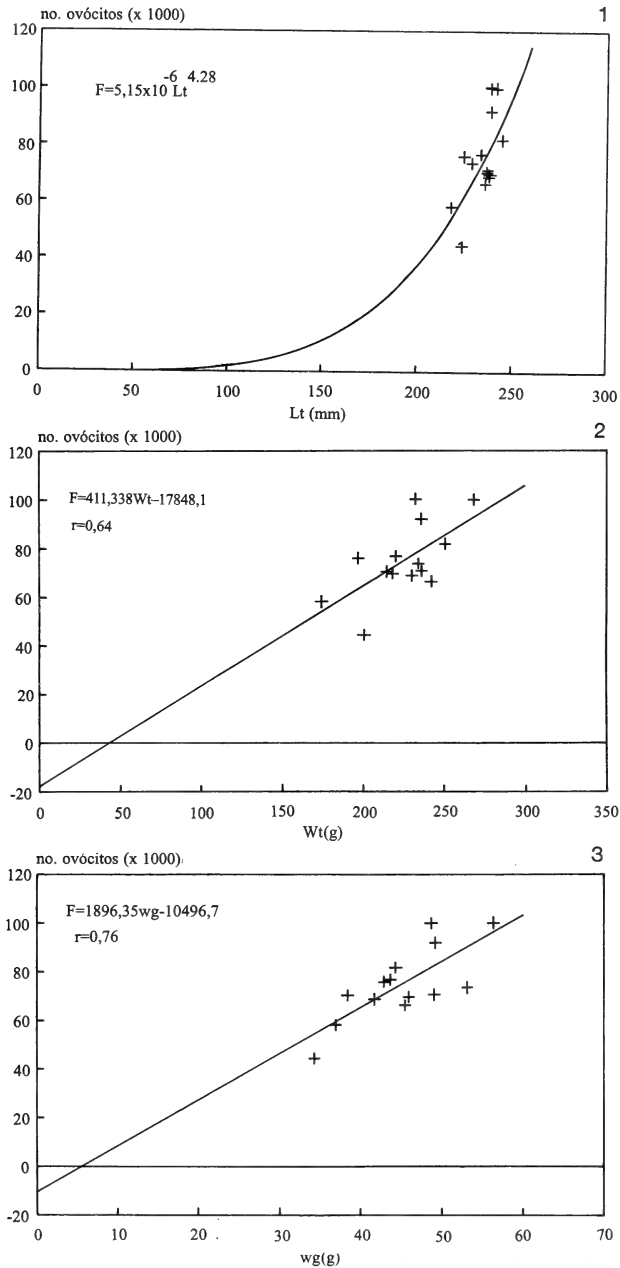 no. ovócitos (x 1000)
1
120
-6 4.28
F=5,15x10 Lt
100
80
60
40
20
0
0 50 100 150 200 250 300
Lt (mm)
no. ovócitos (x 1000)
2
120
F=411,338Wt–17848,1
100
r=0,64
80
60
40
20
0
-20
0 50 100 150 200 250 300 350
Wt(g)
no. ovócitos (x 1000)
3
120
F=1896,35wg-10496,7
100
r=0,76
80
60
40
20
0
-20
0 10 20 30 40 50 60 70
wg(g)